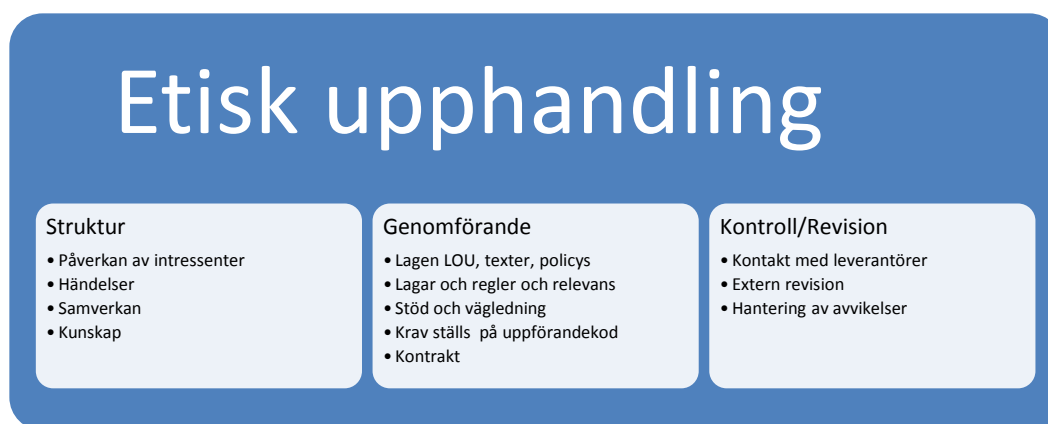 Etisk upphandling
Struktur
• Påverkan av intressenter
• Händelser
• Samverkan
• Kunskap
Genomförande
• Lagen LOU, texter, policys
• Lagar och regler och relevans
• Stöd och vägledning
• Krav ställs  på uppförandekod
• Kontrakt
Kontroll/Revision
• Kontakt med leverantörer
• Extern revision
• Hantering av avvikelser